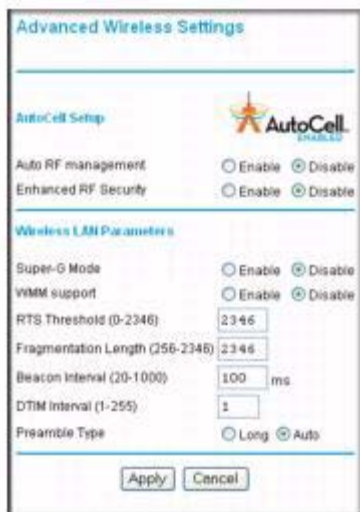 Advanced Wireless Settings
AutoCell Setup
AutoCell
ENABLED
Auto RF management Enable Disable
Enhanced RF Security Enable Disable
Wireless LAN Parameters
Super-G Mode Enable Disable
WMM support Enable Disable
RTS Threshold (0-2346) 2346
Fragmentation Length (256-2346) 2346
Beacon Interval (20-1000) 100 ms
DTIM Interval (1-255) 1
Preamble Type Long Auto
Apply Cancel